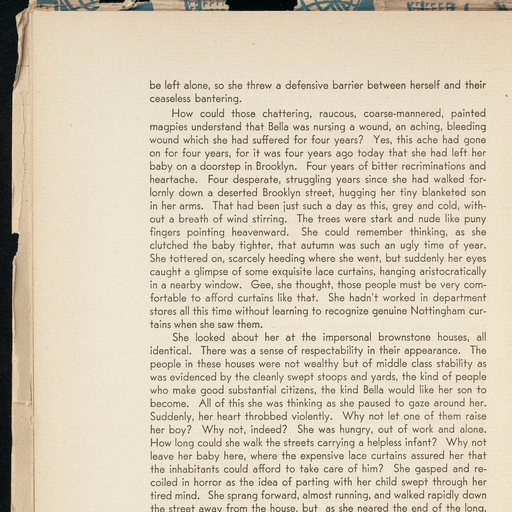 be left alone, so she threw a defensive barrier between herself and their
ceaseless bantering.
How could those chattering, raucous, coarse-mannered, painted
magpies understand that Bella was nursing a wound, an aching, bleeding
wound which she had suffered for four years? Yes, this ache had gone
on for four years, for it was four years ago today that she had left her
baby on a doorstep in Brooklyn. Four years of bitter recriminations and
heartache. Four desperate, struggling years since she had walked for-
lornly down a deserted Brooklyn street, hugging her tiny blanketed son
in her arms. That had been just such a day as this, grey and cold, with-
out a breath of wind stirring. The trees were stark and nude like puny
fingers pointing heavenward. She could remember thinking, as she
clutched the baby tighter, that autumn was such an ugly time of year.
She tottered on, scarcely heeding where she went, but suddenly her eyes
caught a glimpse of some exquisite lace curtains, hanging aristocratically
in a nearby window. Gee, she thought, those people must be very com-
fortable to afford curtains like that. She hadn't worked in department
stores all this time without learning to recognize genuine Nottingham cur-
tains when she saw them.
She looked about her at the impersonal brownstone houses, all
identical. There was a sense of respectability in their appearance. The
people in these houses were not wealthy but of middle class stability as
was evidenced by the cleanly swept stoops and yards, the kind of people
who make good substantial citizens, the kind Bella would like her son to
become. All of this she was thinking as she paused to gaze around her.
Suddenly, her heart throbbed violently. Why not let one of them raise
her boy? Why not, indeed? She was hungry, out of work and alone.
How long could she walk the streets carrying a helpless infant? Why not
leave her baby here, where the expensive lace curtains assured her that
the inhabitants could afford to take care of him? She gasped and re-
coiled in horror as the idea of parting with her child swept through her
tired mind. She sprang forward, almost running, and walked rapidly down
the street away from the house, but as she neared the end of the long,